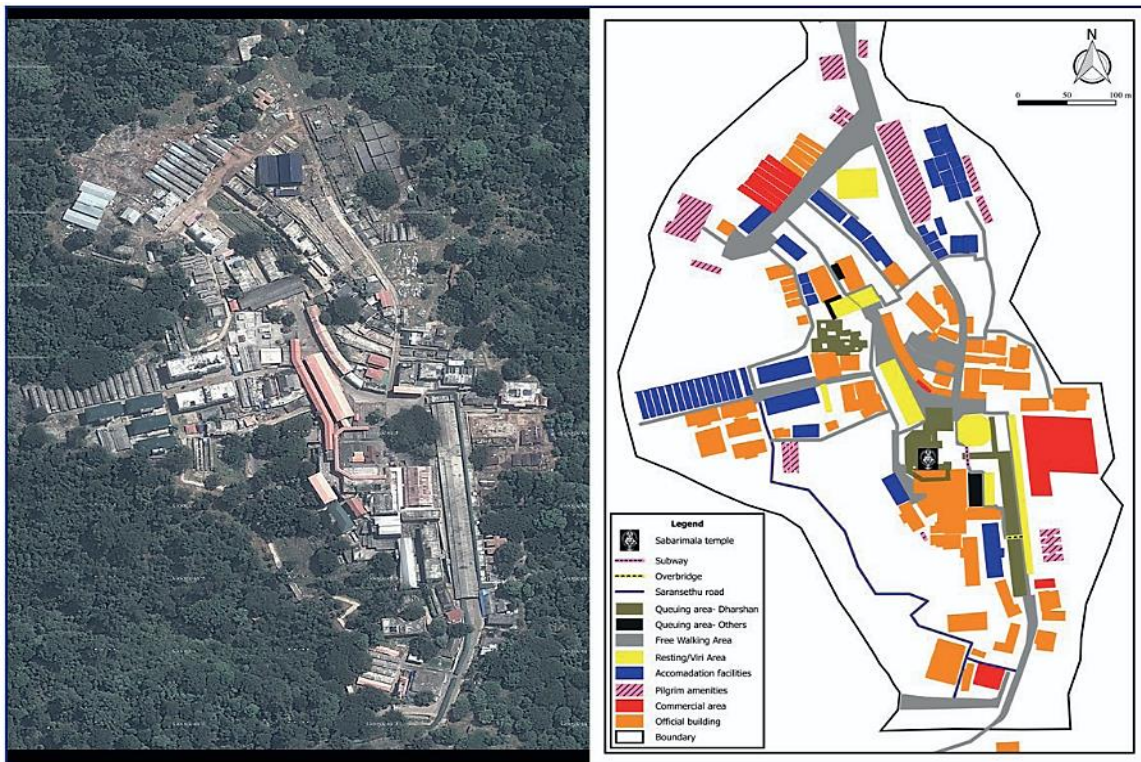 N
0 50 100 m
Legend
Sabarimala temple
Subway
Overbridge
Saransethu road
Queuing area- Dharshan
Queuing area- Others
Free Walking Area
Resting/Viri Area
Accomadation facilities
Pilgrim amenities
Commercial area
Official building
Boundary